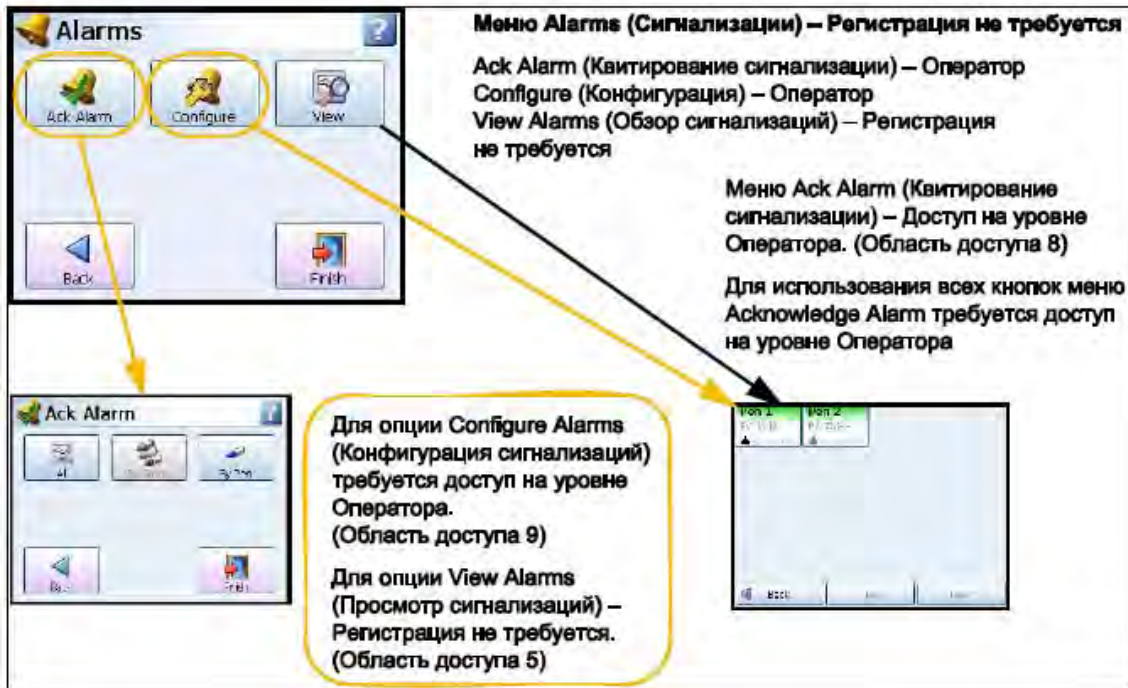 Alarms
?
Меню Alarms (Сигнализации) – Регистрация не требуется
Ack Alarm (Квитирование сигнализации) – Оператор
Configure (Конфигурация) – Оператор
View Alarms (Обзор сигнализаций) – Регистрация
не требуется
Ack Alarm
Configure
View
Back
Finish
Меню Ack Alarm (Квитирование
сигнализации) – Доступ на уровне
Оператора. (Область доступа 8)
Для использования всех кнопок меню
Acknowledge Alarm требуется доступ
на уровне Оператора
Ack Alarm
?
All
Back
Finish
Для опции Configure Alarms
(Конфигурация сигнализаций)
требуется доступ на уровне
Оператора.
(Область доступа 9)
Для опции View Alarms
(Просмотр сигнализаций) –
Регистрация не требуется.
(Область доступа 5)
Pen 1
Pen 2
Back